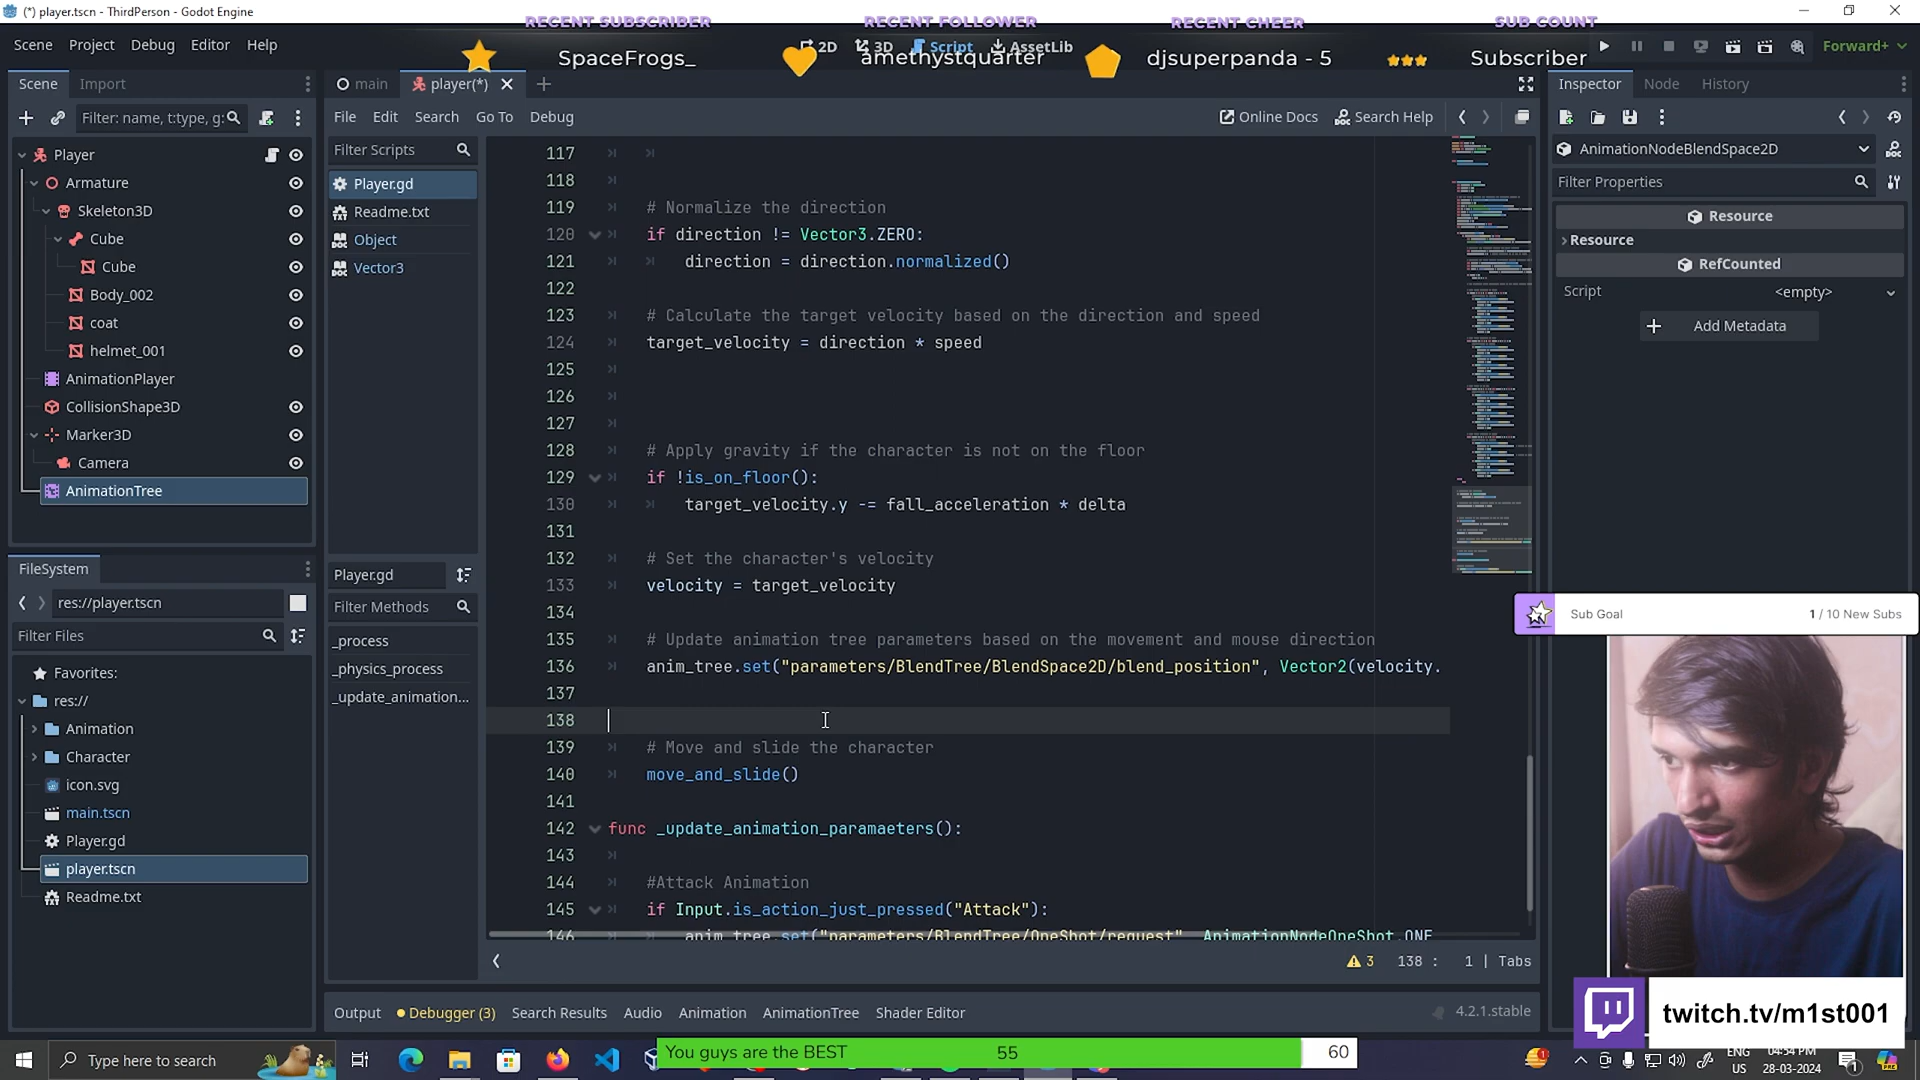 (*) player.tscn - ThirdPerson - Godot Engine
RECENT SUBSCRIBER
SpaceFrogs_
RECENT FOLLOWER
amethystquarter
RECENT CHEER
djsuperpanda - 5
SUB COUNT
Subscriber
Scene Project Debug Editor Help
2D 3D Script AssetLib
Forward+
Scene Import
Filter: name, t:type, g:
Player
Armature
Skeleton3D
Cube
Cube
Body_002
coat
helmet_001
AnimationPlayer
CollisionShape3D
Marker3D
Camera
AnimationTree
FileSystem
res://player.tscn
Filter Files
Favorites:
res://
Animation
Character
icon.svg
main.tscn
Player.gd
player.tscn
Readme.txt
main player(*)
File Edit Search Go To Debug
Online Docs Search Help
Filter Scripts
Player.gd
Readme.txt
Object
Vector3
Player.gd
Filter Methods
_process
_physics_process
_update_animation...
117
118
119 # Normalize the direction
120 if direction != Vector3.ZERO:
121 direction = direction.normalized()
122
123 # Calculate the target velocity based on the direction and speed
124 target_velocity = direction * speed
125
126
127
128 # Apply gravity if the character is not on the floor
129 if !is_on_floor():
130 target_velocity.y -= fall_acceleration * delta
131
132 # Set the character's velocity
133 velocity = target_velocity
134
135 # Update animation tree parameters based on the movement and mouse direction
136 anim_tree.set("parameters/BlendTree/BlendSpace2D/blend_position", Vector2(velocity.
137
138
139 # Move and slide the character
140 move_and_slide()
141
142 func _update_animation_paramaeters():
143
144 #Attack Animation
145 if Input.is_action_just_pressed("Attack"):
146 anim_tree.set("parameters/BlendTree/OneShot/request", AnimationNodeOneShot.ONE
3 138 : 1 | Tabs
Output Debugger (3) Search Results Audio Animation AnimationTree Shader Editor
4.2.1.stable
Inspector Node History
AnimationNodeBlendSpace2D
Filter Properties
Resource
Resource
RefCounted
Script <empty>
Add Metadata
Sub Goal 1 / 10 New Subs
twitch.tv/m1st001
Type here to search
You guys are the BEST 55 60
ENG
US
04:54 PM
28-03-2024
1